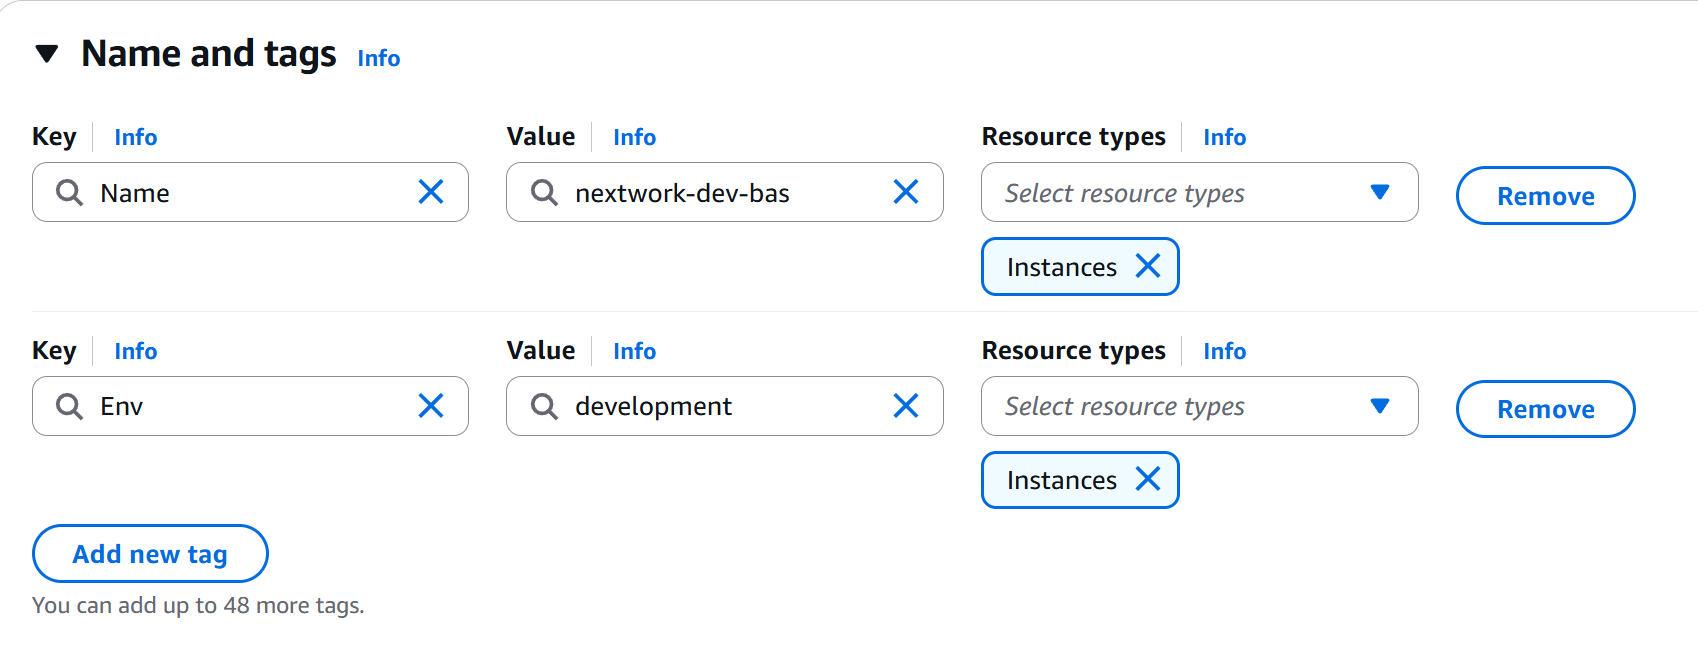 Name and tags Info
Key Info Value Info Resource types Info
Name nextwork-dev-bas Select resource types Remove
Instances
Key Info Value Info Resource types Info
Env development Select resource types Remove
Instances
Add new tag
You can add up to 48 more tags.